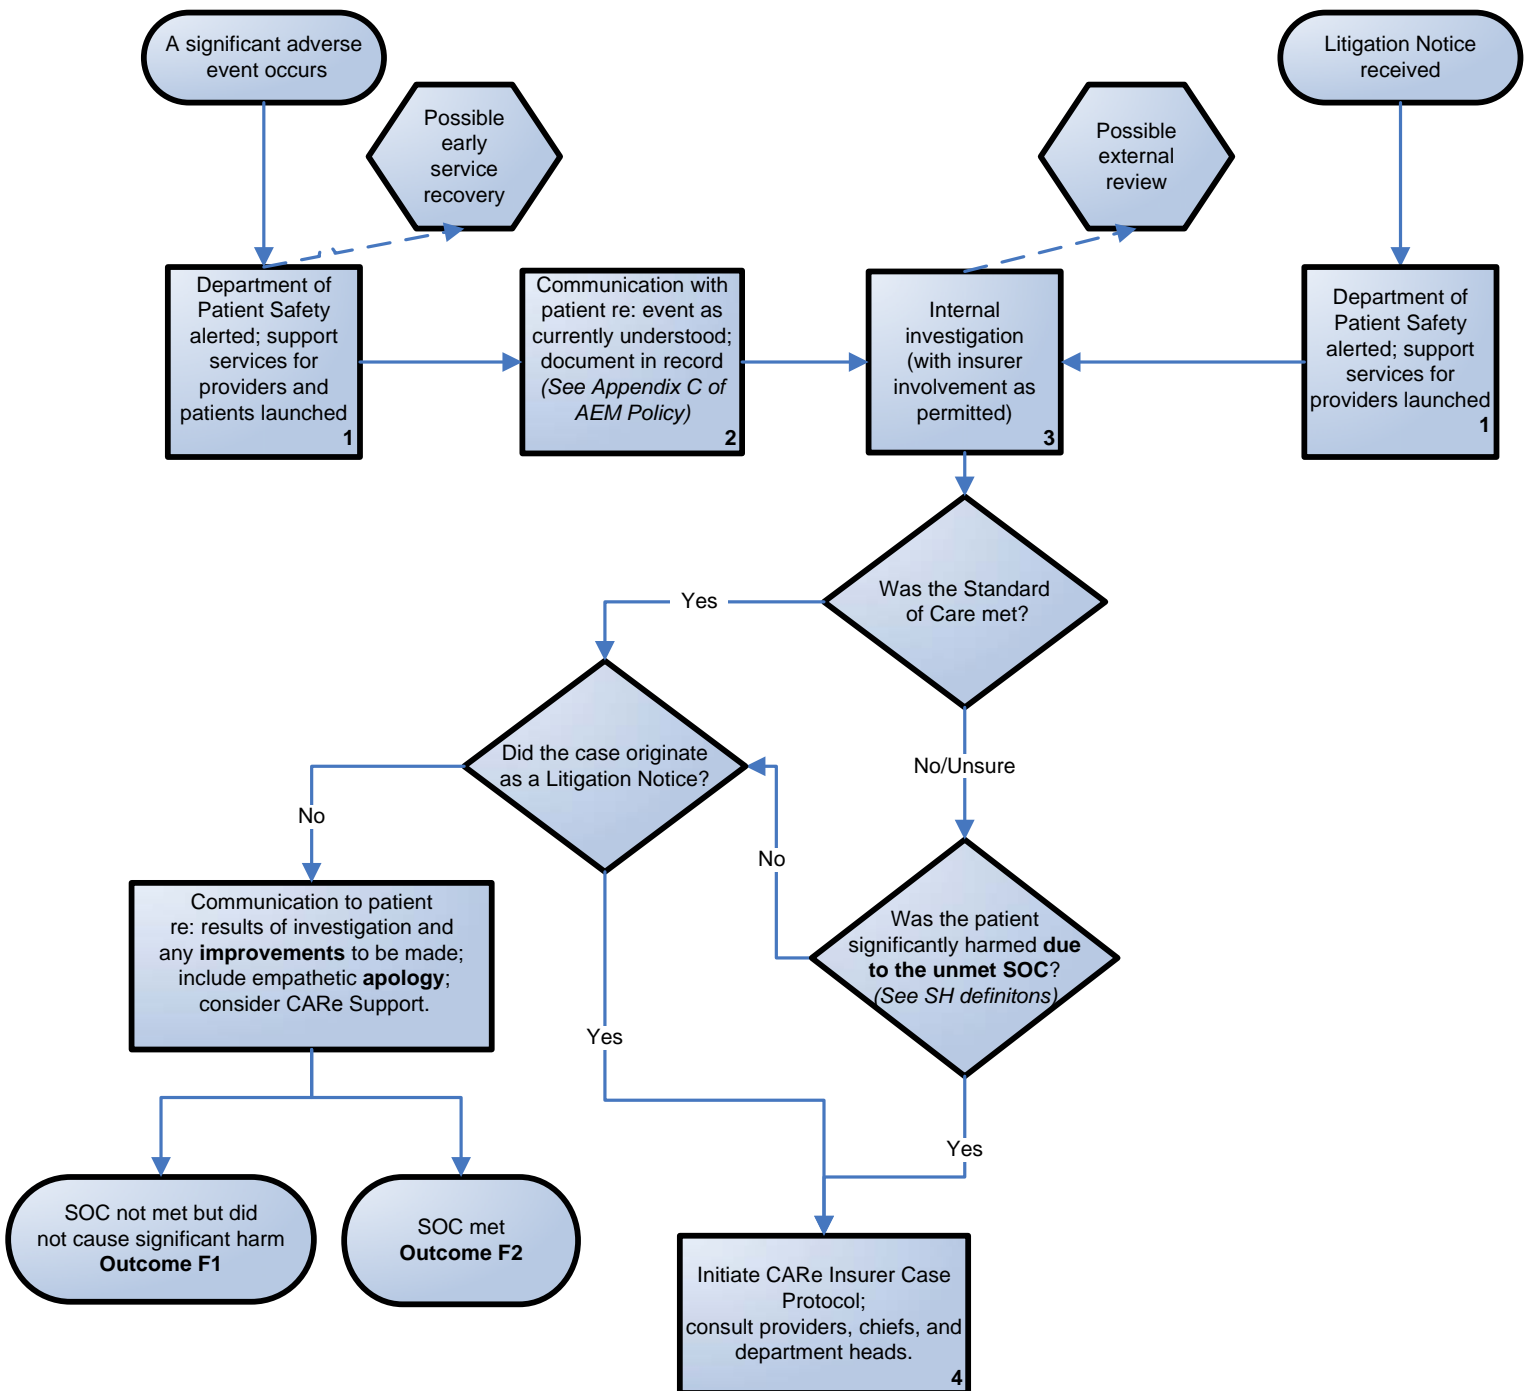 A significant adverse
event occurs
Litigation Notice
received
Possible
early
service
recovery
Possible
external
review
Department of
Patient Safety
alerted; support
services for
providers and
patients launched
1
Communication with
patient re: event as
currently understood;
document in record
(See Appendix C of
AEM Policy)
2
Internal
investigation
(with insurer
involvement as
permitted)
3
Department of
Patient Safety
alerted; support
services for
providers launched
1
Was the Standard
of Care met?
Yes
No/Unsure
Did the case originate
as a Litigation Notice?
No
No
Yes
Was the patient
significantly harmed due
to the unmet SOC?
(See SH definitons)
Yes
Communication to patient
re: results of investigation and
any improvements to be made;
include empathetic apology;
consider CARe Support.
SOC not met but did
not cause significant harm
Outcome F1
SOC met
Outcome F2
Initiate CARe Insurer Case
Protocol;
consult providers, chiefs, and
department heads.
4